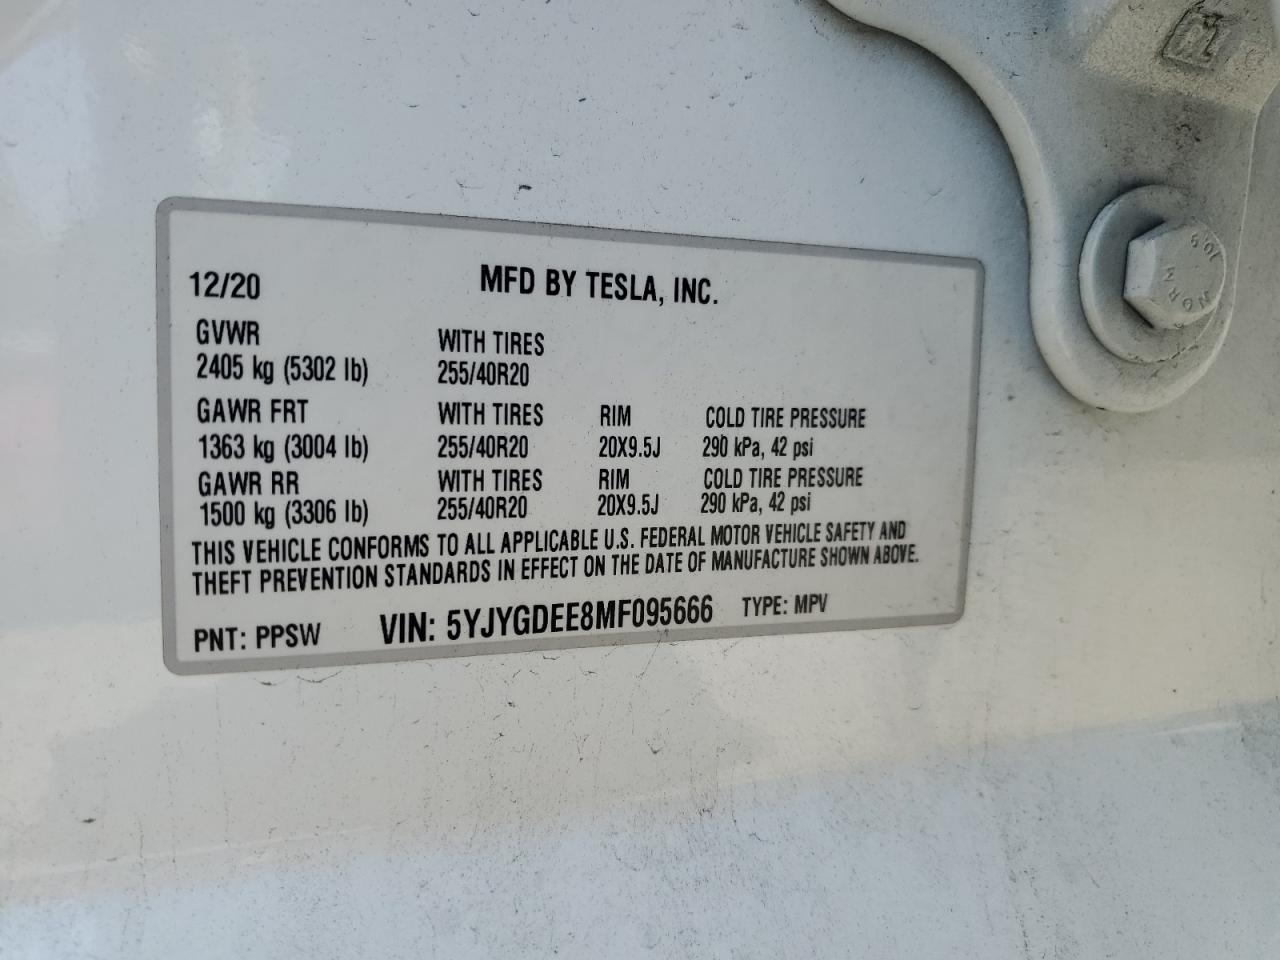 12/20 MFD BY TESLA, INC.
GVWR WITH TIRES
2405 kg (5302 lb) 255/40R20
GAWR FRT WITH TIRES RIM COLD TIRE PRESSURE
1363 kg (3004 lb) 255/40R20 20X9.5J 290 kPa, 42 psi
GAWR RR WITH TIRES RIM COLD TIRE PRESSURE
1500 kg (3306 lb) 255/40R20 20X9.5J 290 kPa, 42 psi
THIS VEHICLE CONFORMS TO ALL APPLICABLE U.S. FEDERAL MOTOR VEHICLE SAFETY AND
THEFT PREVENTION STANDARDS IN EFFECT ON THE DATE OF MANUFACTURE SHOWN ABOVE.
PNT: PPSW VIN: 5YJYGDEE8MF095666 TYPE: MPV
10.9
NORM